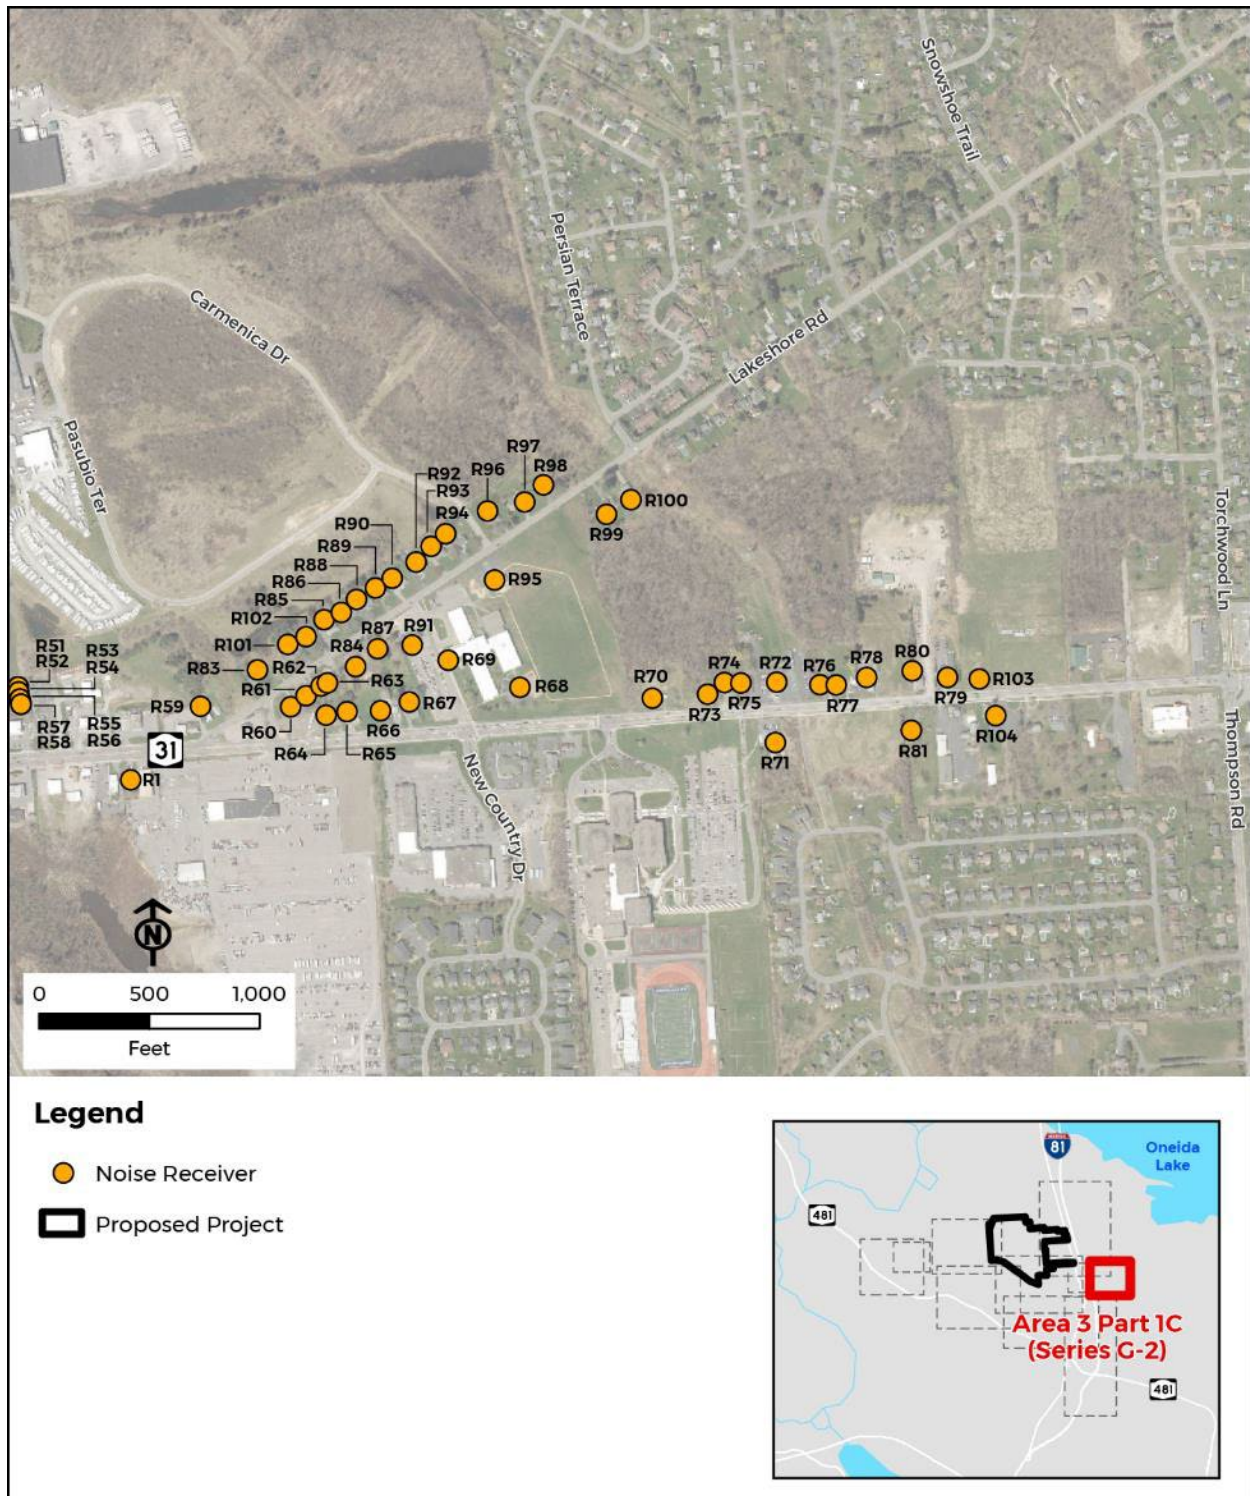 Snowshoe Trail
Persian Terrace
Carmenica Dr
Lakeshore Rd
Pasubio Ter
Torchwood Ln
R97
R98
R96
R92
R93
R94
R100
R99
R90
R89
R88
R86
R85
R95
R102
R101
R87
R91
R84
R83
R62
R69
R63
R61
R68
R67
R59
R60
R66
R64
R65
R51
R52
R53
R54
R57
R58
R55
R56
31
R1
R70
R74
R72
R75
R73
R76
R78
R77
R80
R79
R103
R104
R81
R71
New Country Dr
Thompson Rd
N
0 500 1,000
Feet
Legend
Noise Receiver
Proposed Project
81
Oneida
Lake
481
Area 3 Part 1C
(Series G-2)
481